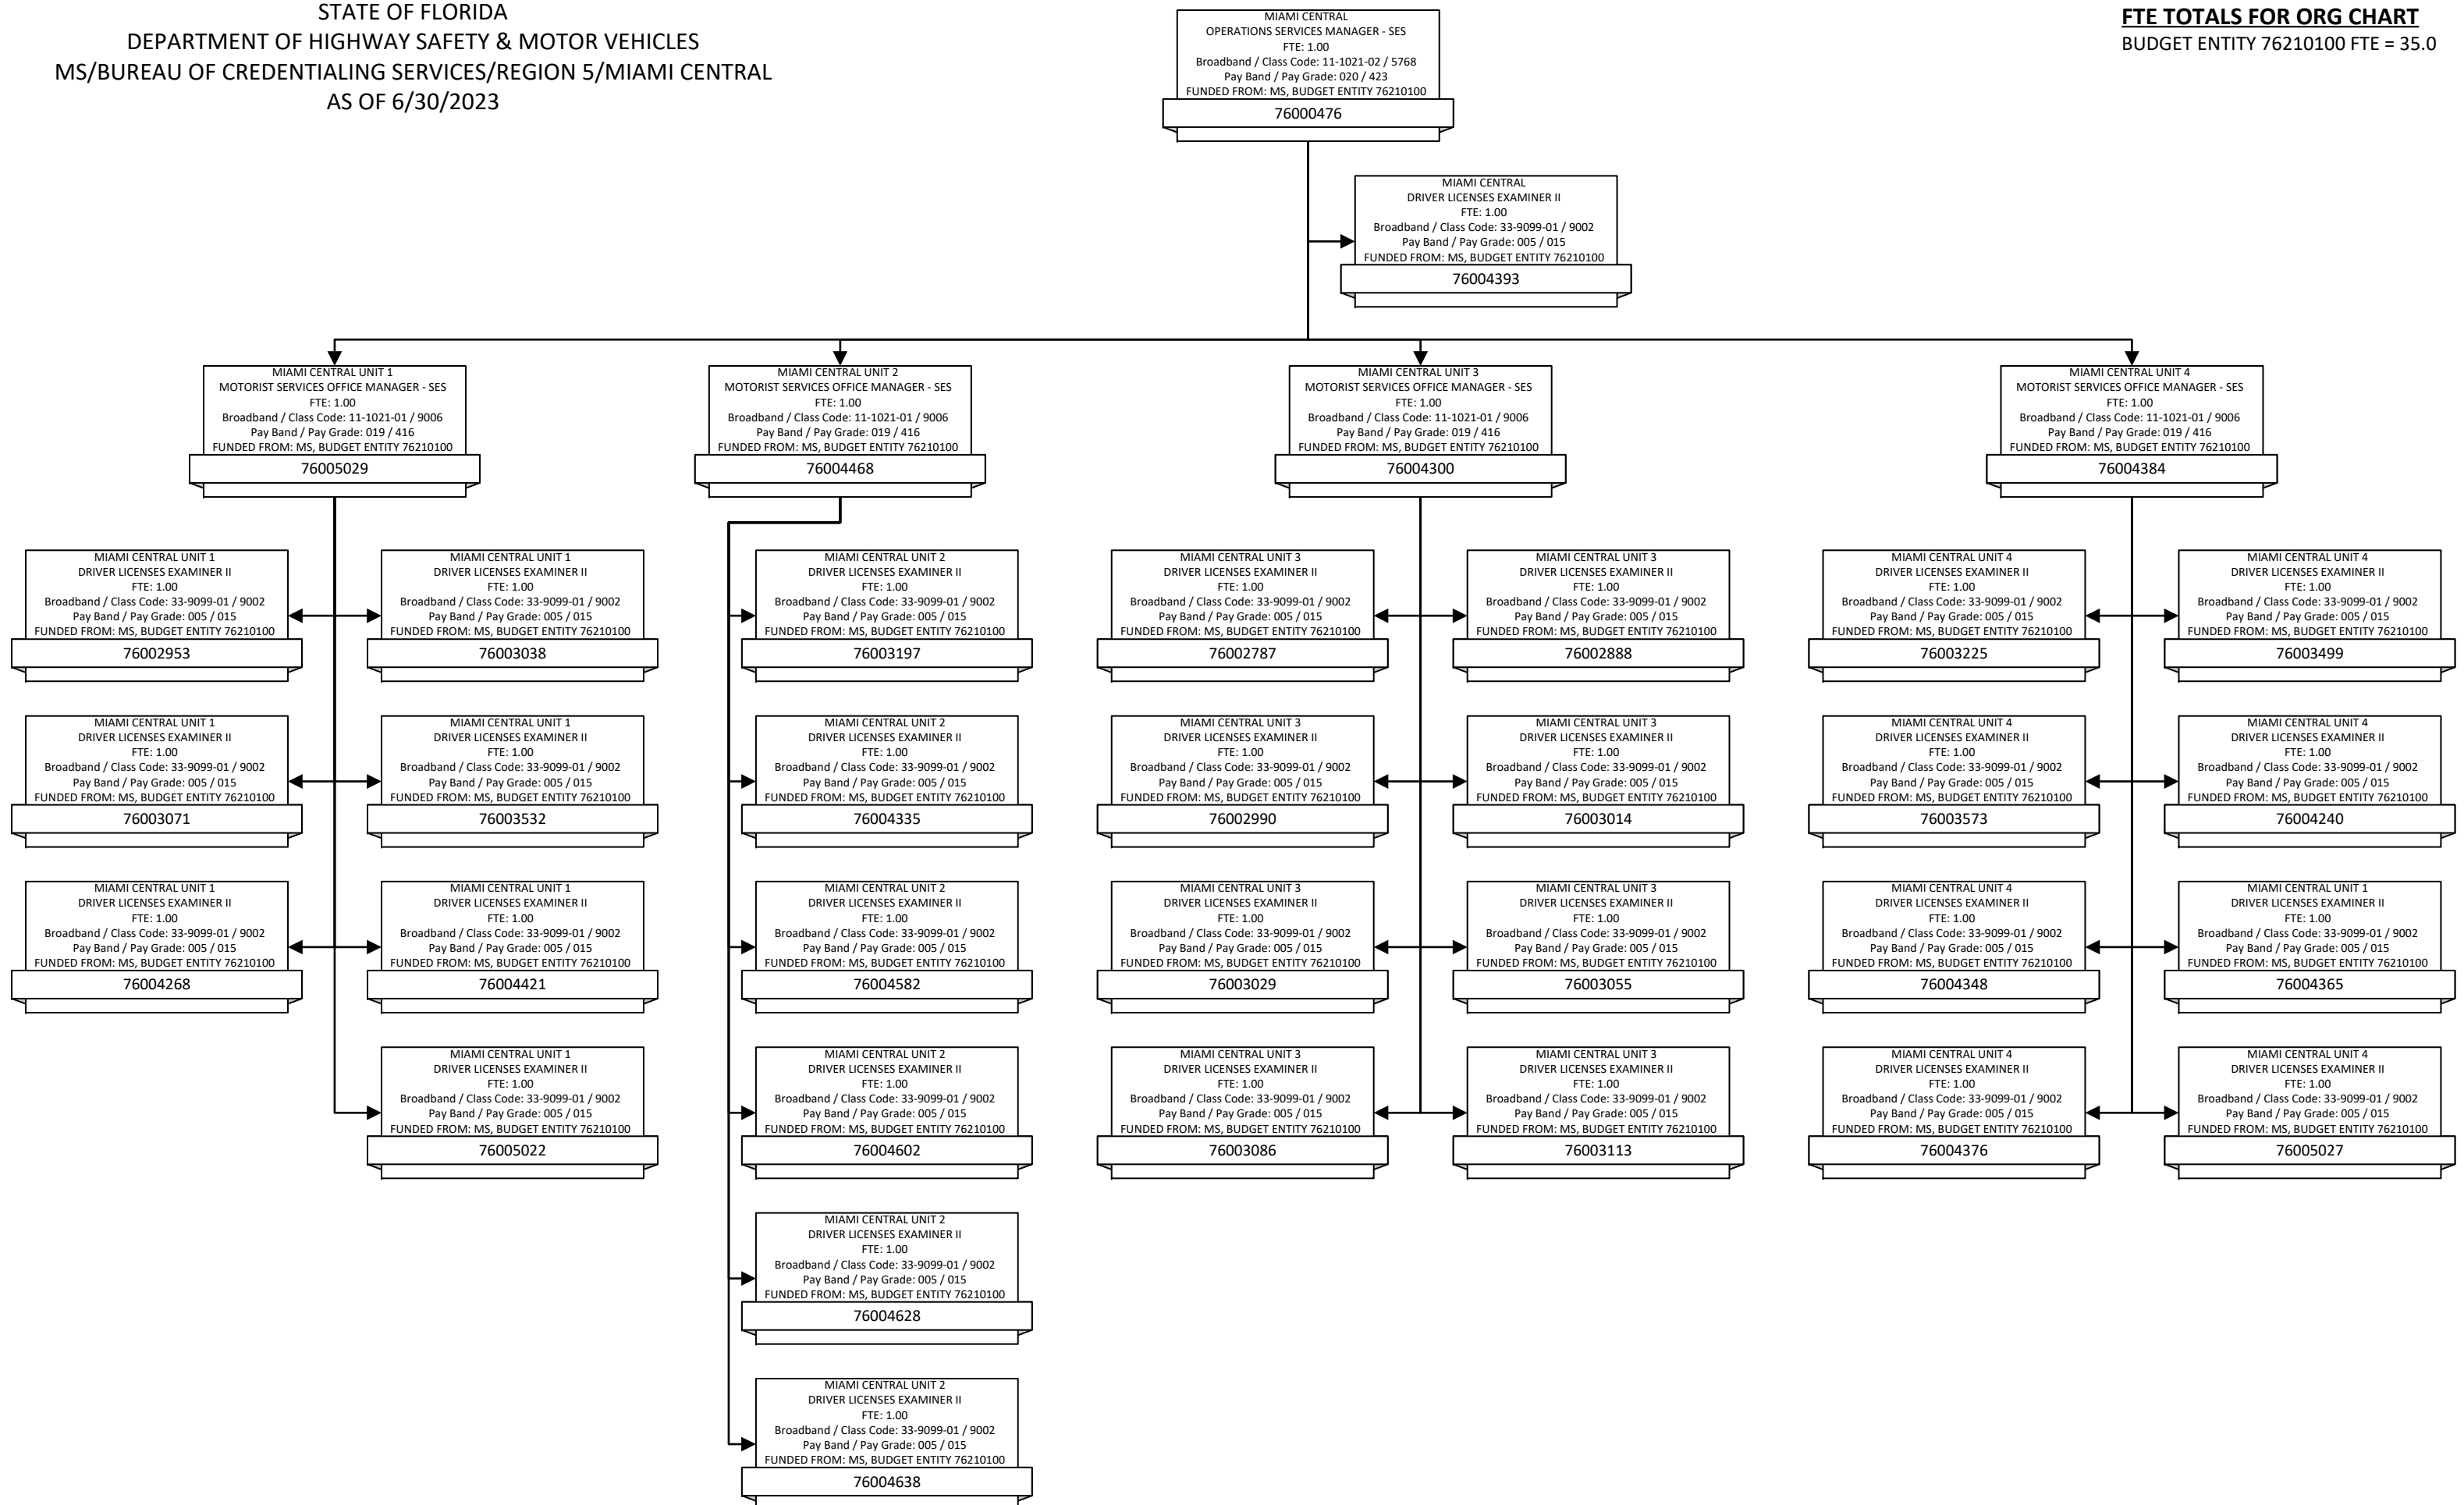 STATE OF FLORIDA
DEPARTMENT OF HIGHWAY SAFETY & MOTOR VEHICLES
MS/BUREAU OF CREDENTIALING SERVICES/REGION 5/MIAMI CENTRAL
AS OF 6/30/2023
FTE TOTALS FOR ORG CHART
BUDGET ENTITY 76210100 FTE = 35.0
MIAMI CENTRAL
OPERATIONS SERVICES MANAGER - SES
FTE: 1.00
Broadband / Class Code: 11-1021-02 / 5768
Pay Band / Pay Grade: 020 / 423
FUNDED FROM: MS, BUDGET ENTITY 76210100
76000476
MIAMI CENTRAL
DRIVER LICENSES EXAMINER II
FTE: 1.00
Broadband / Class Code: 33-9099-01 / 9002
Pay Band / Pay Grade: 005 / 015
FUNDED FROM: MS, BUDGET ENTITY 76210100
76004393
MIAMI CENTRAL UNIT 1
MOTORIST SERVICES OFFICE MANAGER - SES
FTE: 1.00
Broadband / Class Code: 11-1021-01 / 9006
Pay Band / Pay Grade: 019 / 416
FUNDED FROM: MS, BUDGET ENTITY 76210100
76005029
MIAMI CENTRAL UNIT 2
MOTORIST SERVICES OFFICE MANAGER - SES
FTE: 1.00
Broadband / Class Code: 11-1021-01 / 9006
Pay Band / Pay Grade: 019 / 416
FUNDED FROM: MS, BUDGET ENTITY 76210100
76004468
MIAMI CENTRAL UNIT 3
MOTORIST SERVICES OFFICE MANAGER - SES
FTE: 1.00
Broadband / Class Code: 11-1021-01 / 9006
Pay Band / Pay Grade: 019 / 416
FUNDED FROM: MS, BUDGET ENTITY 76210100
76004300
MIAMI CENTRAL UNIT 4
MOTORIST SERVICES OFFICE MANAGER - SES
FTE: 1.00
Broadband / Class Code: 11-1021-01 / 9006
Pay Band / Pay Grade: 019 / 416
FUNDED FROM: MS, BUDGET ENTITY 76210100
76004384
MIAMI CENTRAL UNIT 1
DRIVER LICENSES EXAMINER II
FTE: 1.00
Broadband / Class Code: 33-9099-01 / 9002
Pay Band / Pay Grade: 005 / 015
FUNDED FROM: MS, BUDGET ENTITY 76210100
76002953
MIAMI CENTRAL UNIT 1
DRIVER LICENSES EXAMINER II
FTE: 1.00
Broadband / Class Code: 33-9099-01 / 9002
Pay Band / Pay Grade: 005 / 015
FUNDED FROM: MS, BUDGET ENTITY 76210100
76003038
MIAMI CENTRAL UNIT 2
DRIVER LICENSES EXAMINER II
FTE: 1.00
Broadband / Class Code: 33-9099-01 / 9002
Pay Band / Pay Grade: 005 / 015
FUNDED FROM: MS, BUDGET ENTITY 76210100
76003197
MIAMI CENTRAL UNIT 3
DRIVER LICENSES EXAMINER II
FTE: 1.00
Broadband / Class Code: 33-9099-01 / 9002
Pay Band / Pay Grade: 005 / 015
FUNDED FROM: MS, BUDGET ENTITY 76210100
76002787
MIAMI CENTRAL UNIT 3
DRIVER LICENSES EXAMINER II
FTE: 1.00
Broadband / Class Code: 33-9099-01 / 9002
Pay Band / Pay Grade: 005 / 015
FUNDED FROM: MS, BUDGET ENTITY 76210100
76002888
MIAMI CENTRAL UNIT 4
DRIVER LICENSES EXAMINER II
FTE: 1.00
Broadband / Class Code: 33-9099-01 / 9002
Pay Band / Pay Grade: 005 / 015
FUNDED FROM: MS, BUDGET ENTITY 76210100
76003225
MIAMI CENTRAL UNIT 4
DRIVER LICENSES EXAMINER II
FTE: 1.00
Broadband / Class Code: 33-9099-01 / 9002
Pay Band / Pay Grade: 005 / 015
FUNDED FROM: MS, BUDGET ENTITY 76210100
76003499
MIAMI CENTRAL UNIT 1
DRIVER LICENSES EXAMINER II
FTE: 1.00
Broadband / Class Code: 33-9099-01 / 9002
Pay Band / Pay Grade: 005 / 015
FUNDED FROM: MS, BUDGET ENTITY 76210100
76003071
MIAMI CENTRAL UNIT 1
DRIVER LICENSES EXAMINER II
FTE: 1.00
Broadband / Class Code: 33-9099-01 / 9002
Pay Band / Pay Grade: 005 / 015
FUNDED FROM: MS, BUDGET ENTITY 76210100
76003532
MIAMI CENTRAL UNIT 2
DRIVER LICENSES EXAMINER II
FTE: 1.00
Broadband / Class Code: 33-9099-01 / 9002
Pay Band / Pay Grade: 005 / 015
FUNDED FROM: MS, BUDGET ENTITY 76210100
76004335
MIAMI CENTRAL UNIT 3
DRIVER LICENSES EXAMINER II
FTE: 1.00
Broadband / Class Code: 33-9099-01 / 9002
Pay Band / Pay Grade: 005 / 015
FUNDED FROM: MS, BUDGET ENTITY 76210100
76002990
MIAMI CENTRAL UNIT 3
DRIVER LICENSES EXAMINER II
FTE: 1.00
Broadband / Class Code: 33-9099-01 / 9002
Pay Band / Pay Grade: 005 / 015
FUNDED FROM: MS, BUDGET ENTITY 76210100
76003014
MIAMI CENTRAL UNIT 4
DRIVER LICENSES EXAMINER II
FTE: 1.00
Broadband / Class Code: 33-9099-01 / 9002
Pay Band / Pay Grade: 005 / 015
FUNDED FROM: MS, BUDGET ENTITY 76210100
76003573
MIAMI CENTRAL UNIT 4
DRIVER LICENSES EXAMINER II
FTE: 1.00
Broadband / Class Code: 33-9099-01 / 9002
Pay Band / Pay Grade: 005 / 015
FUNDED FROM: MS, BUDGET ENTITY 76210100
76004240
MIAMI CENTRAL UNIT 1
DRIVER LICENSES EXAMINER II
FTE: 1.00
Broadband / Class Code: 33-9099-01 / 9002
Pay Band / Pay Grade: 005 / 015
FUNDED FROM: MS, BUDGET ENTITY 76210100
76004268
MIAMI CENTRAL UNIT 1
DRIVER LICENSES EXAMINER II
FTE: 1.00
Broadband / Class Code: 33-9099-01 / 9002
Pay Band / Pay Grade: 005 / 015
FUNDED FROM: MS, BUDGET ENTITY 76210100
76004421
MIAMI CENTRAL UNIT 2
DRIVER LICENSES EXAMINER II
FTE: 1.00
Broadband / Class Code: 33-9099-01 / 9002
Pay Band / Pay Grade: 005 / 015
FUNDED FROM: MS, BUDGET ENTITY 76210100
76004582
MIAMI CENTRAL UNIT 3
DRIVER LICENSES EXAMINER II
FTE: 1.00
Broadband / Class Code: 33-9099-01 / 9002
Pay Band / Pay Grade: 005 / 015
FUNDED FROM: MS, BUDGET ENTITY 76210100
76003029
MIAMI CENTRAL UNIT 3
DRIVER LICENSES EXAMINER II
FTE: 1.00
Broadband / Class Code: 33-9099-01 / 9002
Pay Band / Pay Grade: 005 / 015
FUNDED FROM: MS, BUDGET ENTITY 76210100
76003055
MIAMI CENTRAL UNIT 4
DRIVER LICENSES EXAMINER II
FTE: 1.00
Broadband / Class Code: 33-9099-01 / 9002
Pay Band / Pay Grade: 005 / 015
FUNDED FROM: MS, BUDGET ENTITY 76210100
76004348
MIAMI CENTRAL UNIT 1
DRIVER LICENSES EXAMINER II
FTE: 1.00
Broadband / Class Code: 33-9099-01 / 9002
Pay Band / Pay Grade: 005 / 015
FUNDED FROM: MS, BUDGET ENTITY 76210100
76004365
MIAMI CENTRAL UNIT 1
DRIVER LICENSES EXAMINER II
FTE: 1.00
Broadband / Class Code: 33-9099-01 / 9002
Pay Band / Pay Grade: 005 / 015
FUNDED FROM: MS, BUDGET ENTITY 76210100
76005022
MIAMI CENTRAL UNIT 2
DRIVER LICENSES EXAMINER II
FTE: 1.00
Broadband / Class Code: 33-9099-01 / 9002
Pay Band / Pay Grade: 005 / 015
FUNDED FROM: MS, BUDGET ENTITY 76210100
76004602
MIAMI CENTRAL UNIT 3
DRIVER LICENSES EXAMINER II
FTE: 1.00
Broadband / Class Code: 33-9099-01 / 9002
Pay Band / Pay Grade: 005 / 015
FUNDED FROM: MS, BUDGET ENTITY 76210100
76003086
MIAMI CENTRAL UNIT 3
DRIVER LICENSES EXAMINER II
FTE: 1.00
Broadband / Class Code: 33-9099-01 / 9002
Pay Band / Pay Grade: 005 / 015
FUNDED FROM: MS, BUDGET ENTITY 76210100
76003113
MIAMI CENTRAL UNIT 4
DRIVER LICENSES EXAMINER II
FTE: 1.00
Broadband / Class Code: 33-9099-01 / 9002
Pay Band / Pay Grade: 005 / 015
FUNDED FROM: MS, BUDGET ENTITY 76210100
76004376
MIAMI CENTRAL UNIT 4
DRIVER LICENSES EXAMINER II
FTE: 1.00
Broadband / Class Code: 33-9099-01 / 9002
Pay Band / Pay Grade: 005 / 015
FUNDED FROM: MS, BUDGET ENTITY 76210100
76005027
MIAMI CENTRAL UNIT 2
DRIVER LICENSES EXAMINER II
FTE: 1.00
Broadband / Class Code: 33-9099-01 / 9002
Pay Band / Pay Grade: 005 / 015
FUNDED FROM: MS, BUDGET ENTITY 76210100
76004628
MIAMI CENTRAL UNIT 2
DRIVER LICENSES EXAMINER II
FTE: 1.00
Broadband / Class Code: 33-9099-01 / 9002
Pay Band / Pay Grade: 005 / 015
FUNDED FROM: MS, BUDGET ENTITY 76210100
76004638